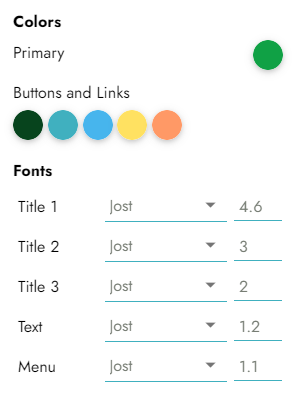 Colors
Primary
Buttons and Links
Fonts
Title 1 Jost 4.6
Title 2 Jost 3
Title 3 Jost 2
Text Jost 1.2
Menu Jost 1.1